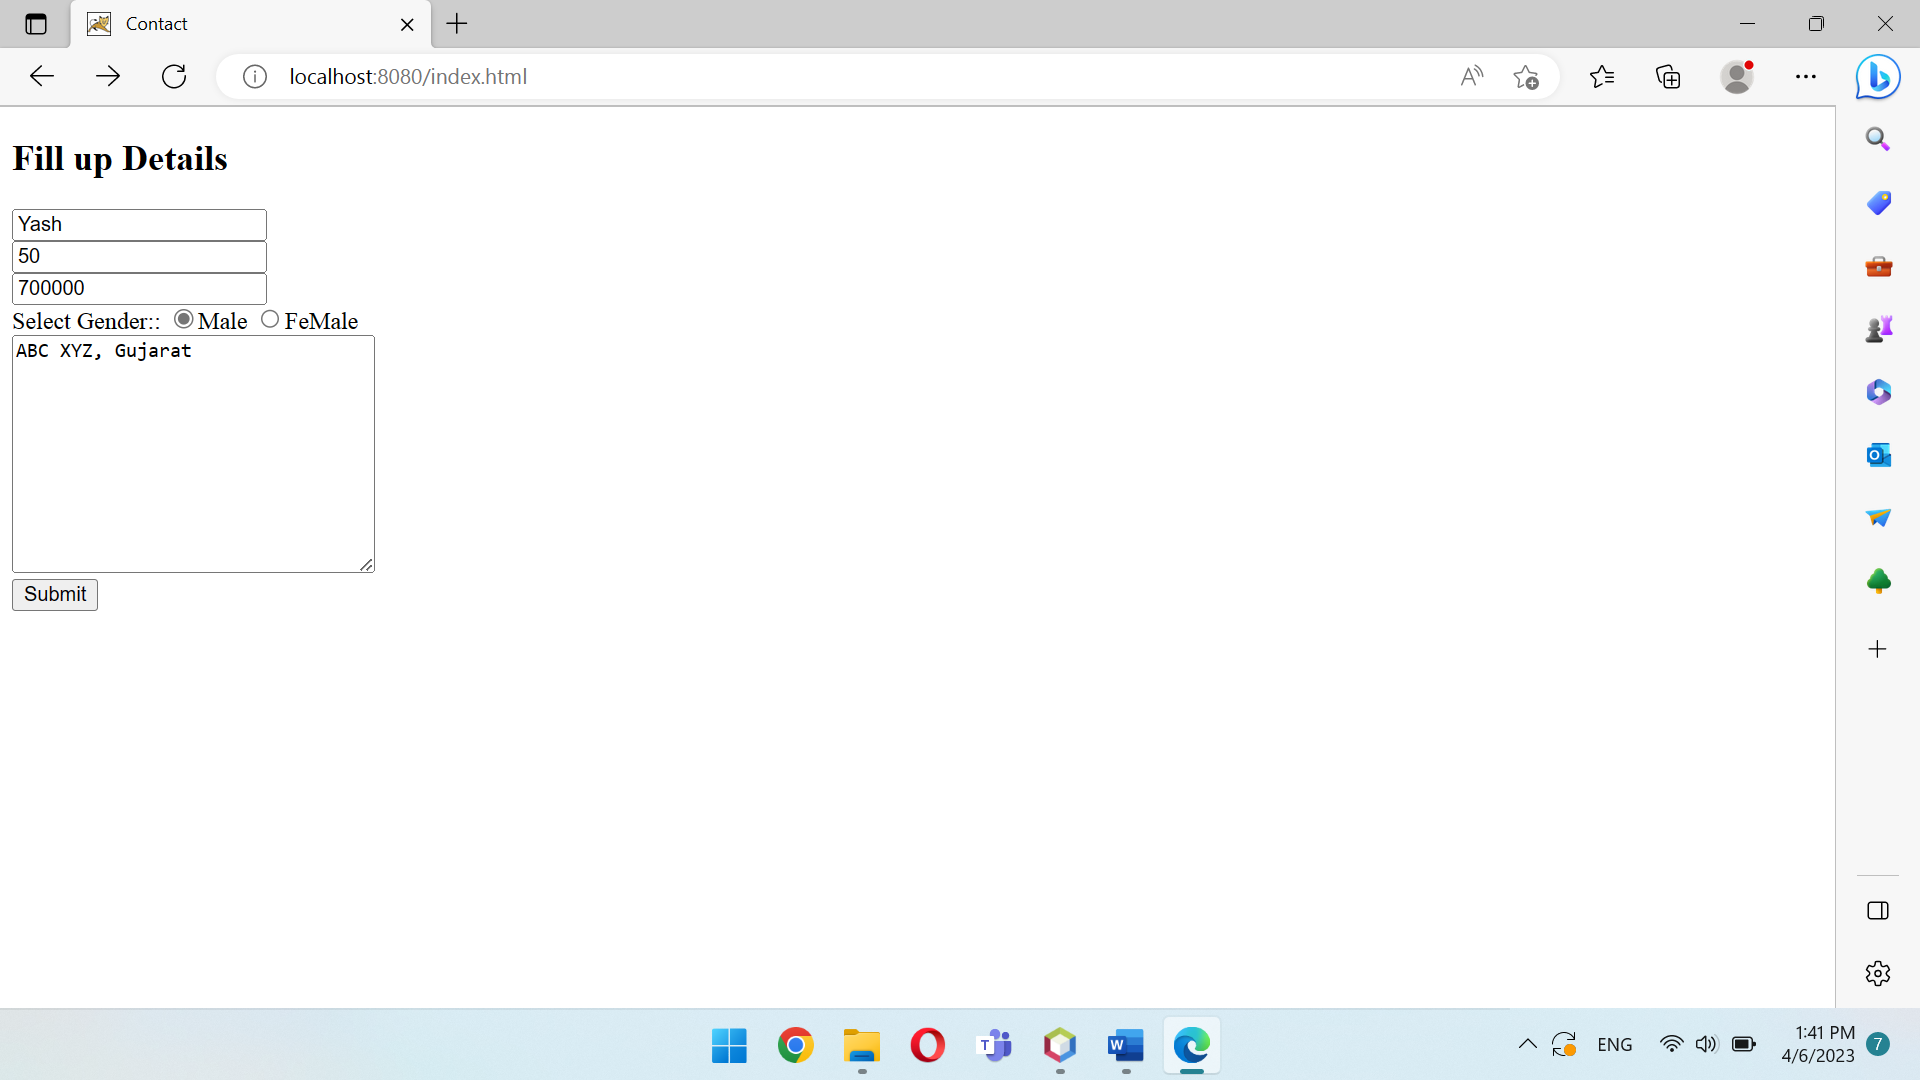 Contact
localhost:8080/index.html
Fill up Details
Yash
50
700000
Select Gender:: Male FeMale
ABC XYZ, Gujarat
Submit
ENG
1:41 PM
4/6/2023
7